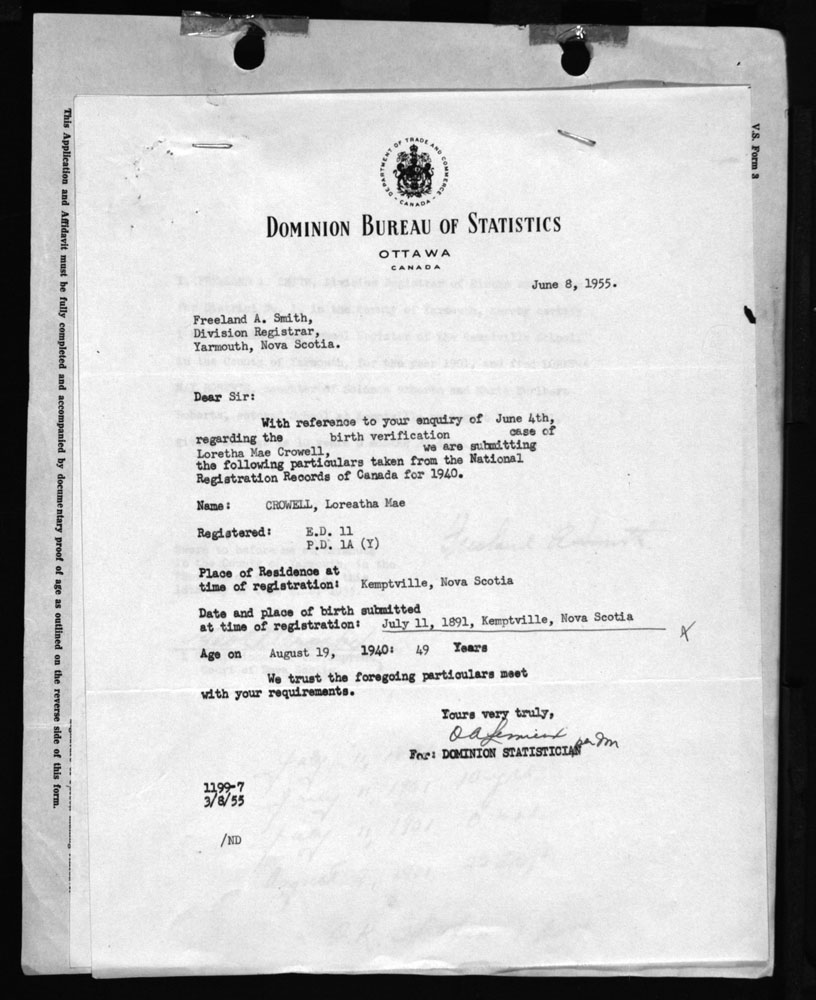 This Application and Affidavit must be fully completed and accompanied by documentary proof of age as outlined on the reverse side of this form.
V.S. Form 3
DEPARTMENT OF TRADE AND COMMERCE
CANADA
DOMINION BUREAU OF STATISTICS
OTTAWA
CANADA
June 8, 1955.
Freeland A. Smith,
Division Registrar,
Yarmouth, Nova Scotia.
Dear Sir:
With reference to your enquiry of June 4th,
regarding the birth verification case of
Loretha Mae Crowell, we are submitting
the following particulars taken from the National
Registration Records of Canada for 1940.
Name: CROWELL, Loreatha Mae
Registered: E.D. 11
P.D. 1A (Y)
Place of Residence at
time of registration: Kemptville, Nova Scotia
Date and place of birth submitted
at time of registration: July 11, 1891, Kemptville, Nova Scotia
Age on August 19, 1940: 49 Years
We trust the foregoing particulars meet
with your requirements.
Yours very truly,
For: DOMINION STATISTICIAN
1199-7
3/8/55
/ND